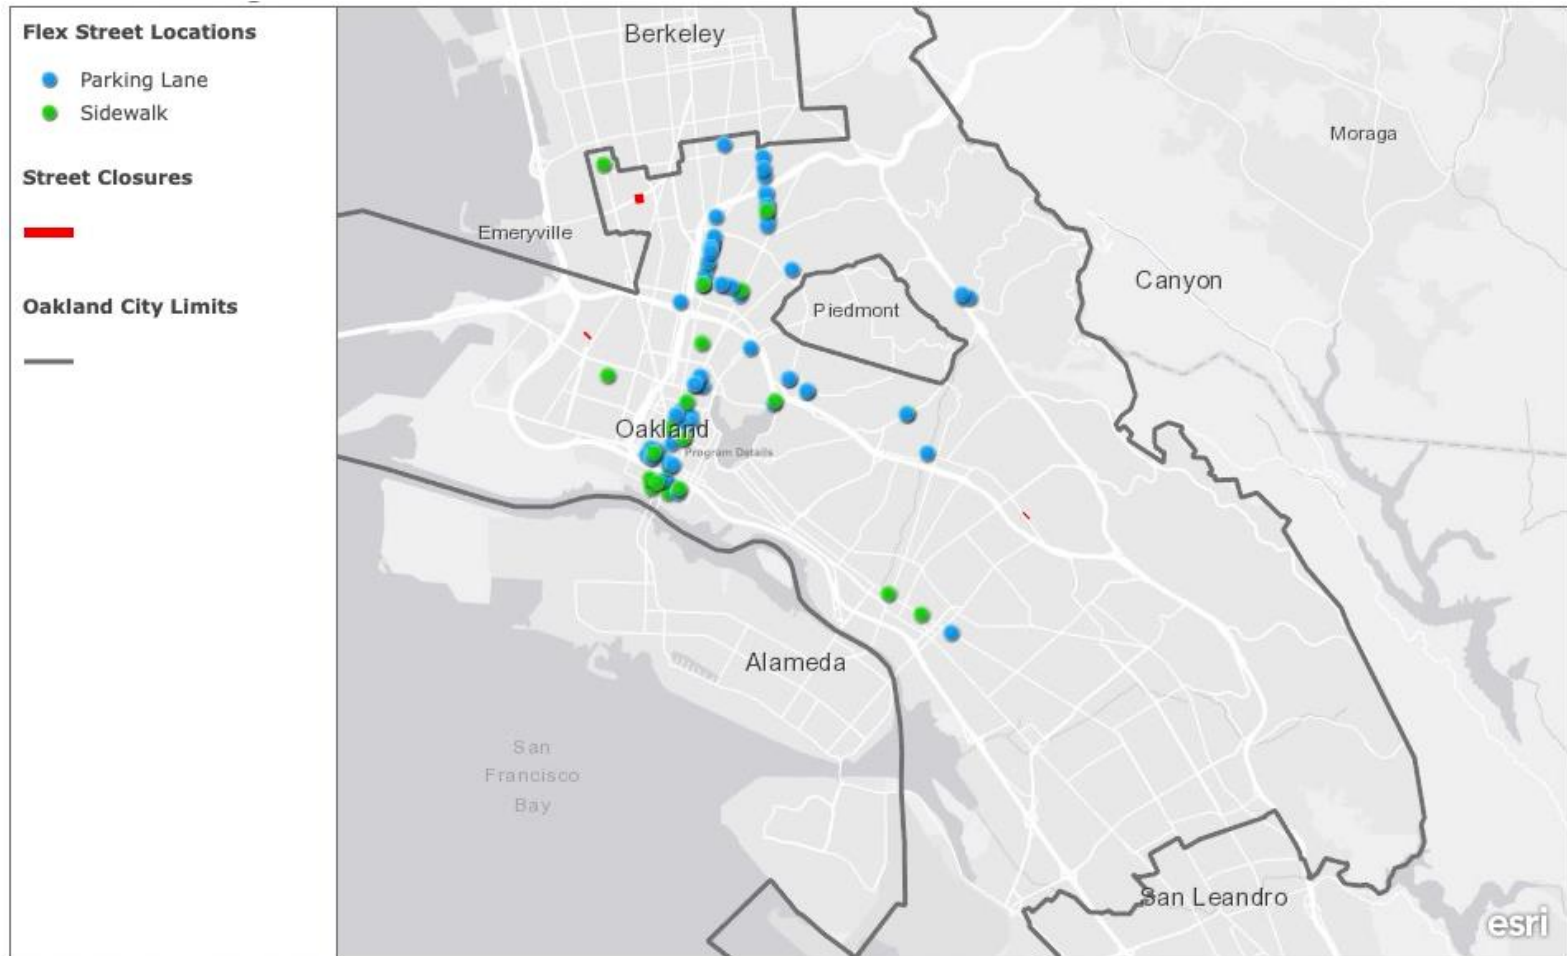 Flex Street Locations
Parking Lane
Sidewalk
Street Closures
Oakland City Limits
Berkeley
Moraga
Emeryville
Canyon
Piedmont
Oakland
Program Details
Alameda
San
Francisco
Bay
San Leandro
esri